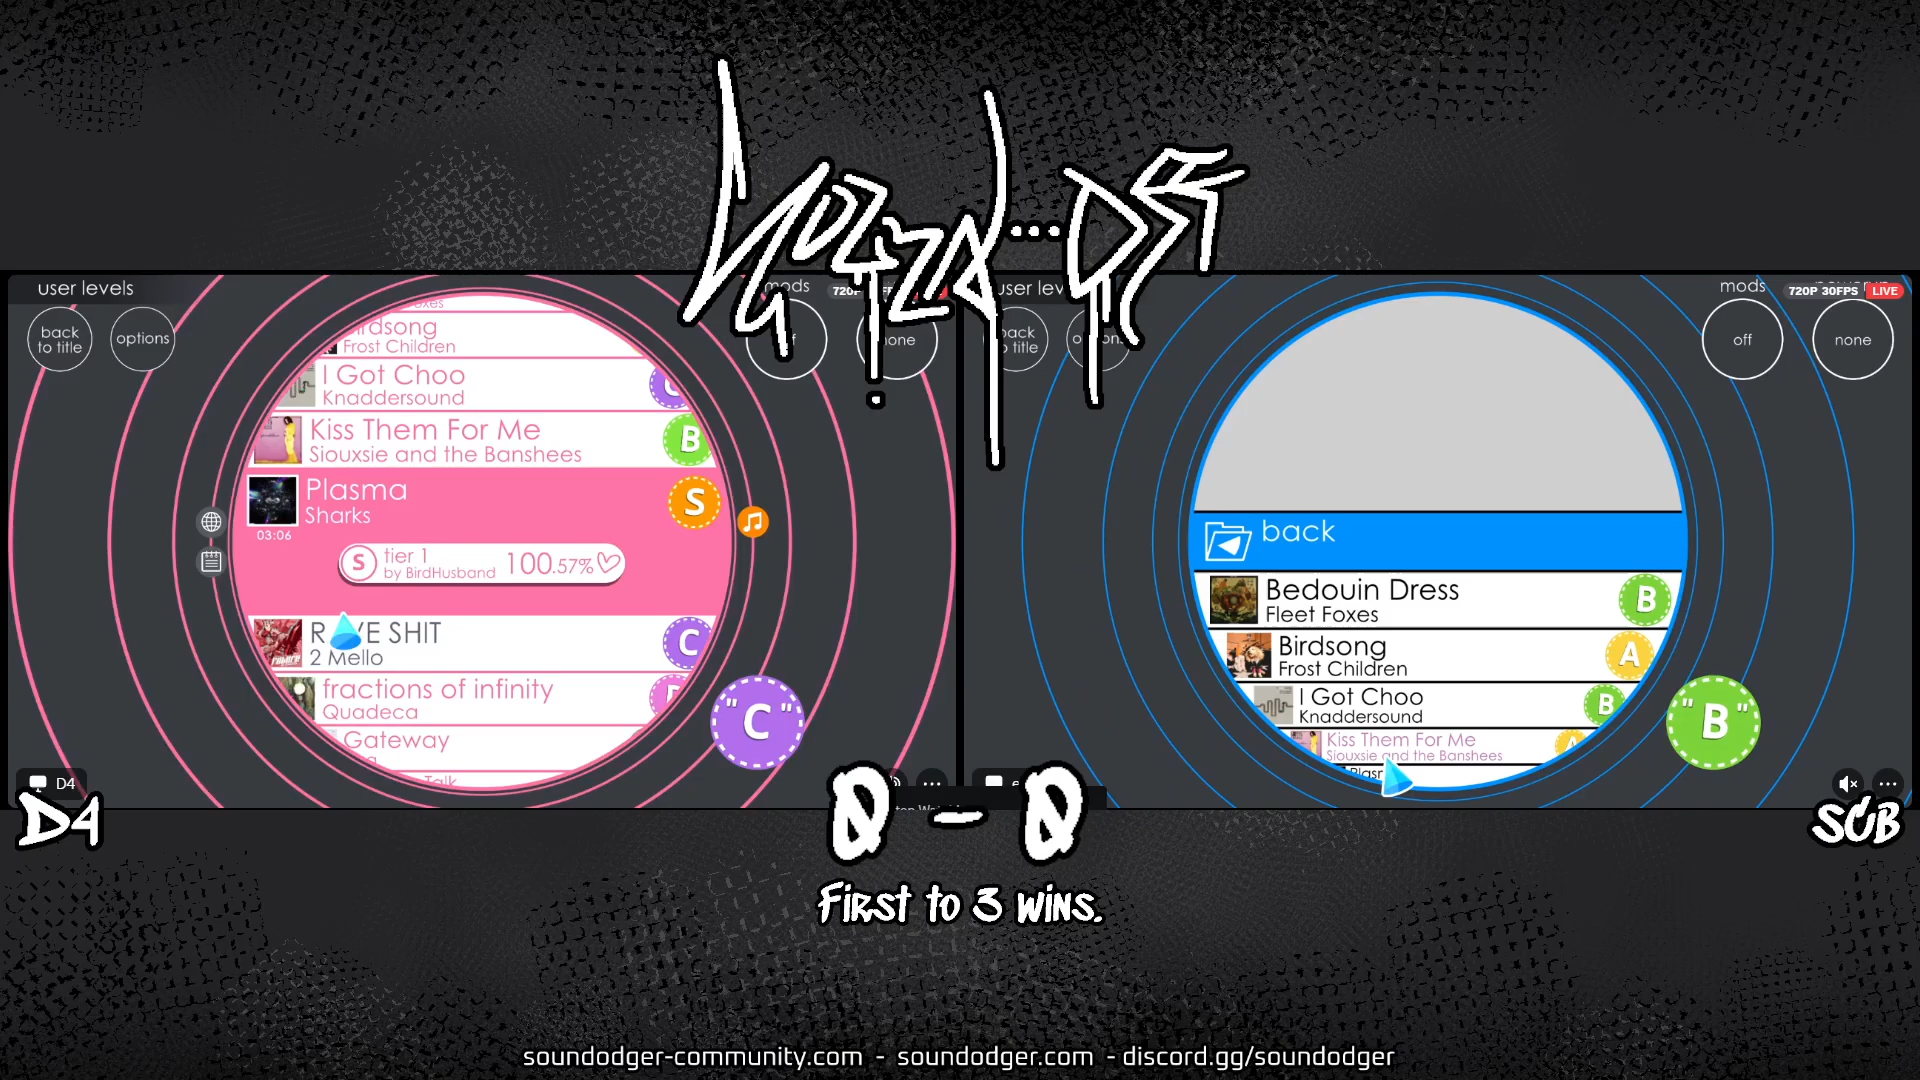 user levels
back
to title
options
mods
Birdsong
Frost Children
I Got Choo
Knaddersound
Kiss Them For Me
B
Siouxsie and the Banshees
Plasma
Sharks
S
03:06
S
tier 1
by BirdHusband
100.57%
SHIT
2 Mello
C
fractions of infinity
Quadeca
Gateway
Talk
"C"
D4
D4
mods
720P 30FPS
LIVE
off
none
back
Bedouin Dress
Fleet Foxes
B
Birdsong
Frost Children
A
I Got Choo
Knaddersound
B
Kiss Them For Me
Siouxsie and the Banshees
A
"B"
SUB
0 - 0
First to 3 wins.
soundodger-community.com - soundodger.com - discord.gg/soundodger